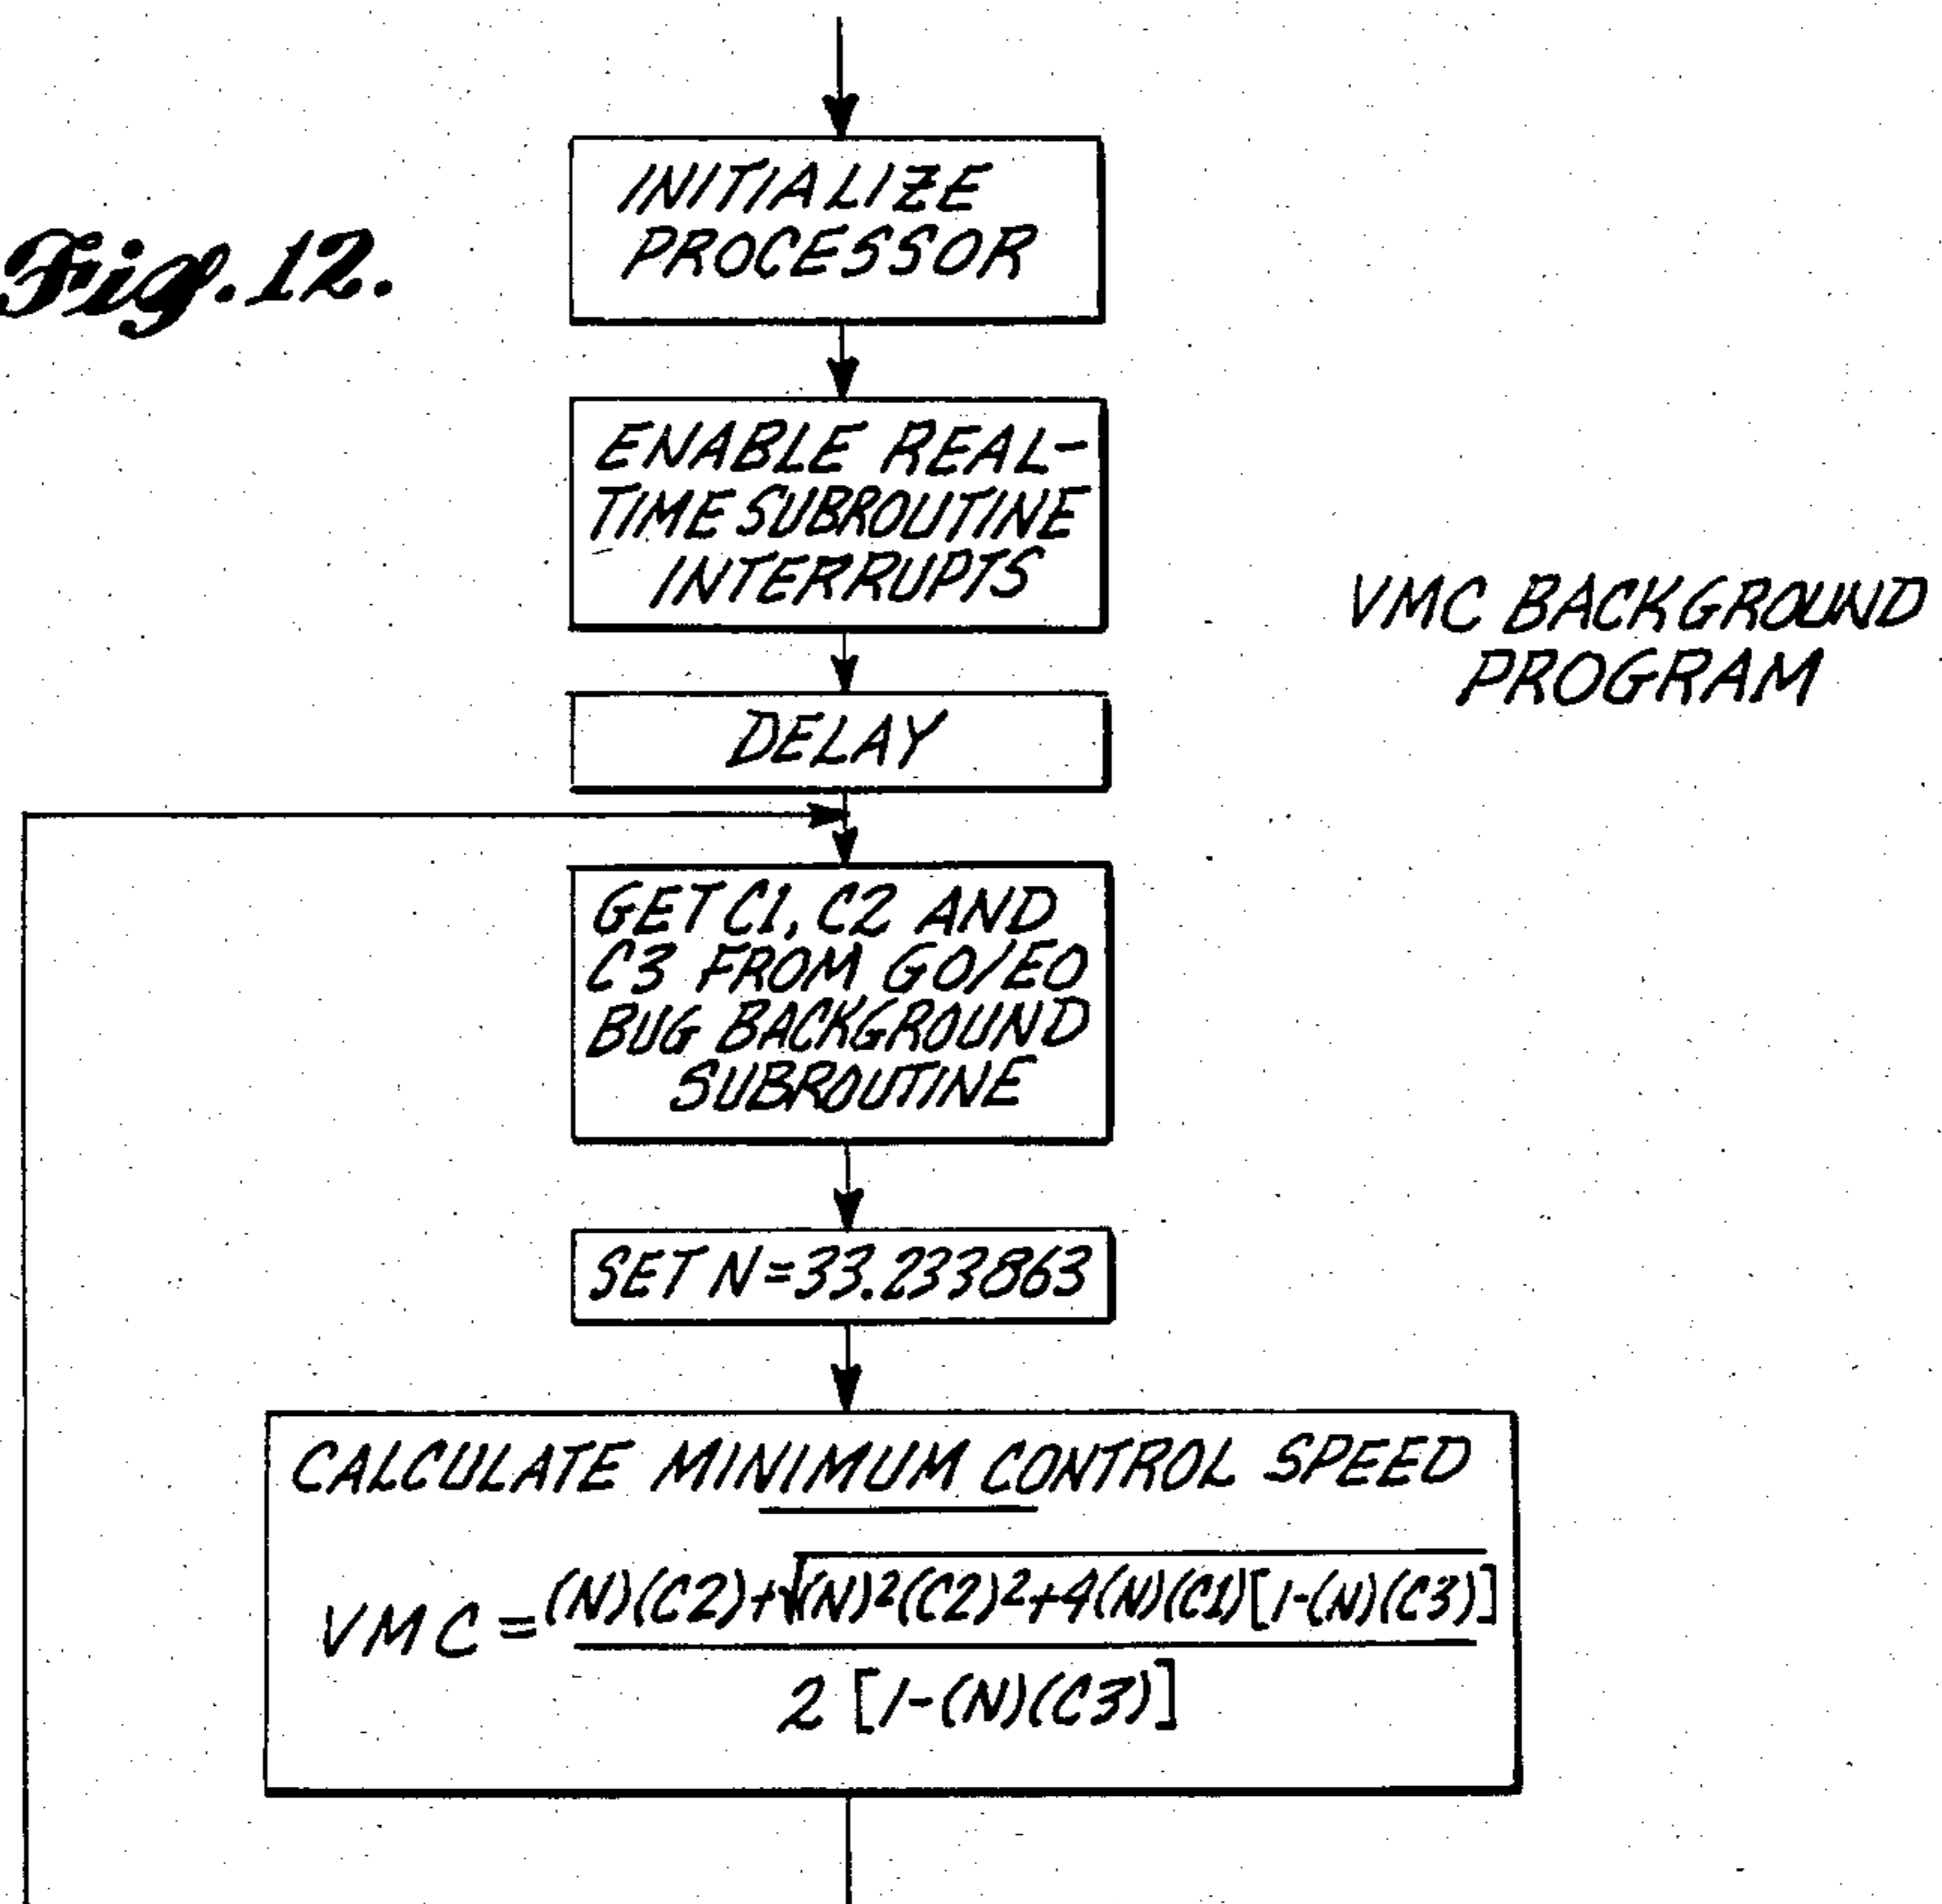 Fig. 12.
INITIALIZE
PROCESSOR
ENABLE REAL-
TIME SUBROUTINE
INTERRUPTS
VMC BACKGROUND
PROGRAM
DELAY
GET C1, C2 AND
C3 FROM GO/EO
BUG BACKGROUND
SUBROUTINE
SET N=33.233863
CALCULATE MINIMUM CONTROL SPEED
VMC = (N)(C2)+√(N)²(C2)²+4(N)(C1)[1-(N)(C3)]
2 [1-(N)(C3)]